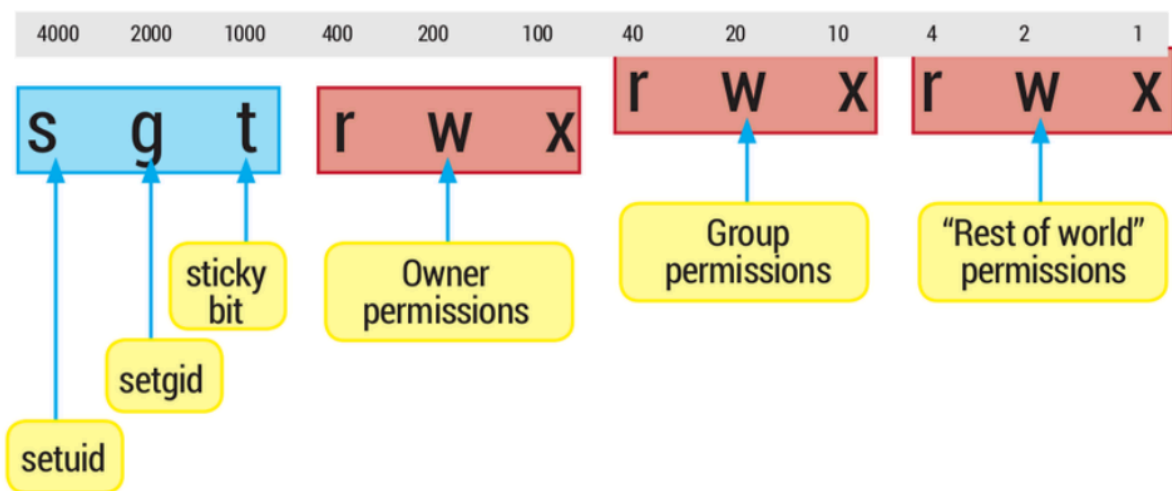 4000 2000 1000 400 200 100 40 20 10 4 2 1
s g t r w x r w x r w x
sticky
bit
Owner
permissions
Group
permissions
“Rest of world”
permissions
setgid
setuid